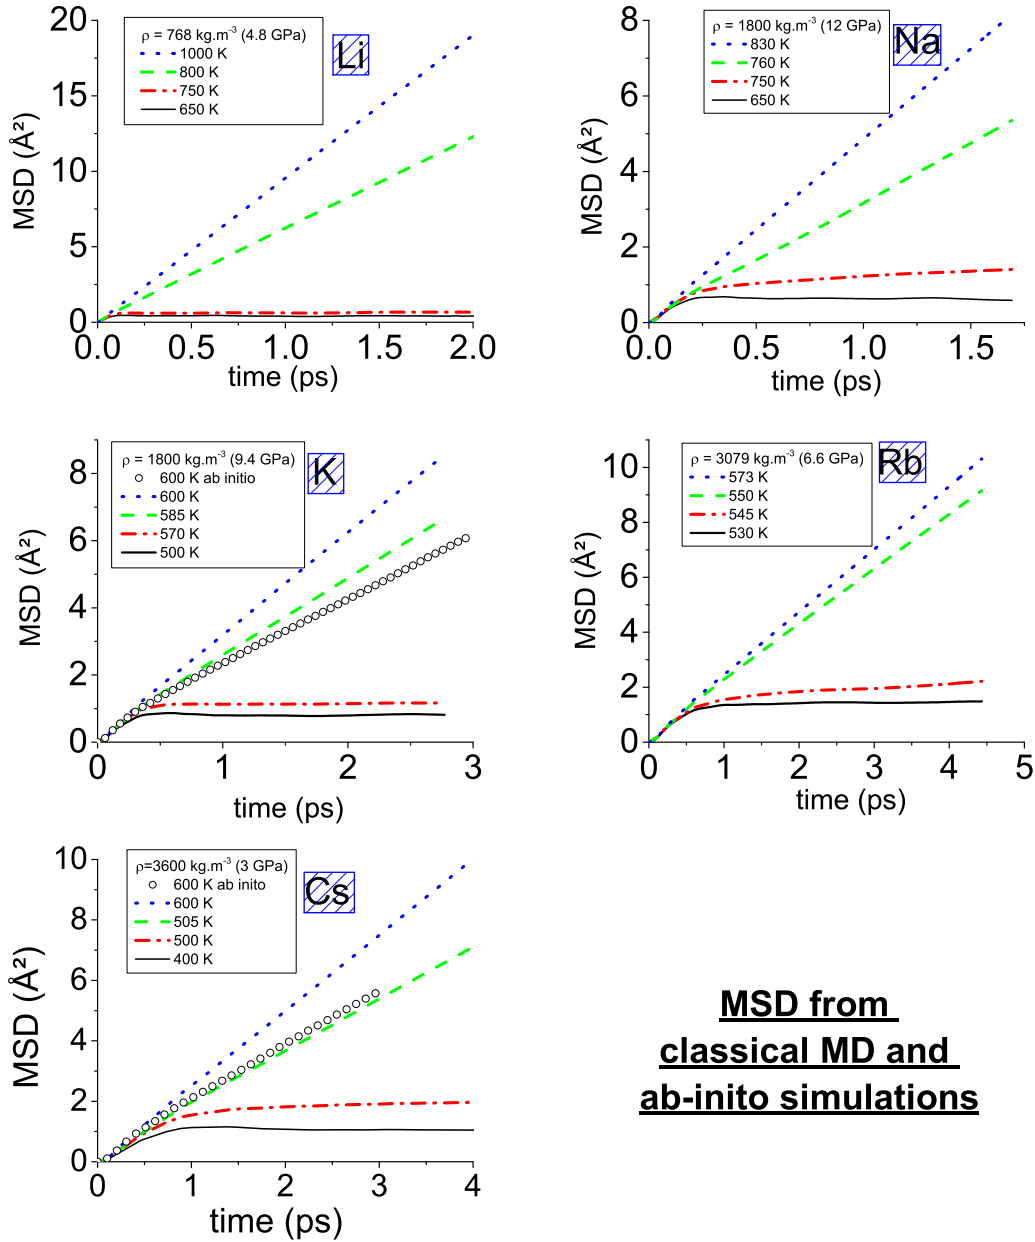 ρ = 768 kg.m⁻³ (4.8 GPa)
1000 K
800 K
750 K
650 K
Li
MSD (Å²)
20
15
10
5
0
0.0 0.5 1.0 1.5 2.0
time (ps)
ρ = 1800 kg.m⁻³ (12 GPa)
830 K
760 K
750 K
650 K
Na
MSD (Å²)
8
6
4
2
0
0.0 0.5 1.0 1.5
time (ps)
ρ = 1800 kg.m⁻³ (9.4 GPa)
600 K ab initio
600 K
585 K
570 K
500 K
K
MSD (Å²)
8
6
4
2
0
0 1 2 3
time (ps)
ρ = 3079 kg.m⁻³ (6.6 GPa)
573 K
550 K
545 K
530 K
Rb
MSD (Å²)
10
8
6
4
2
0
0 1 2 3 4 5
time (ps)
ρ=3600 kg.m⁻³ (3 GPa)
600 K ab inito
600 K
505 K
500 K
400 K
Cs
MSD (Å²)
10
8
6
4
2
0
0 1 2 3 4
time (ps)
MSD from
classical MD and
ab-inito simulations